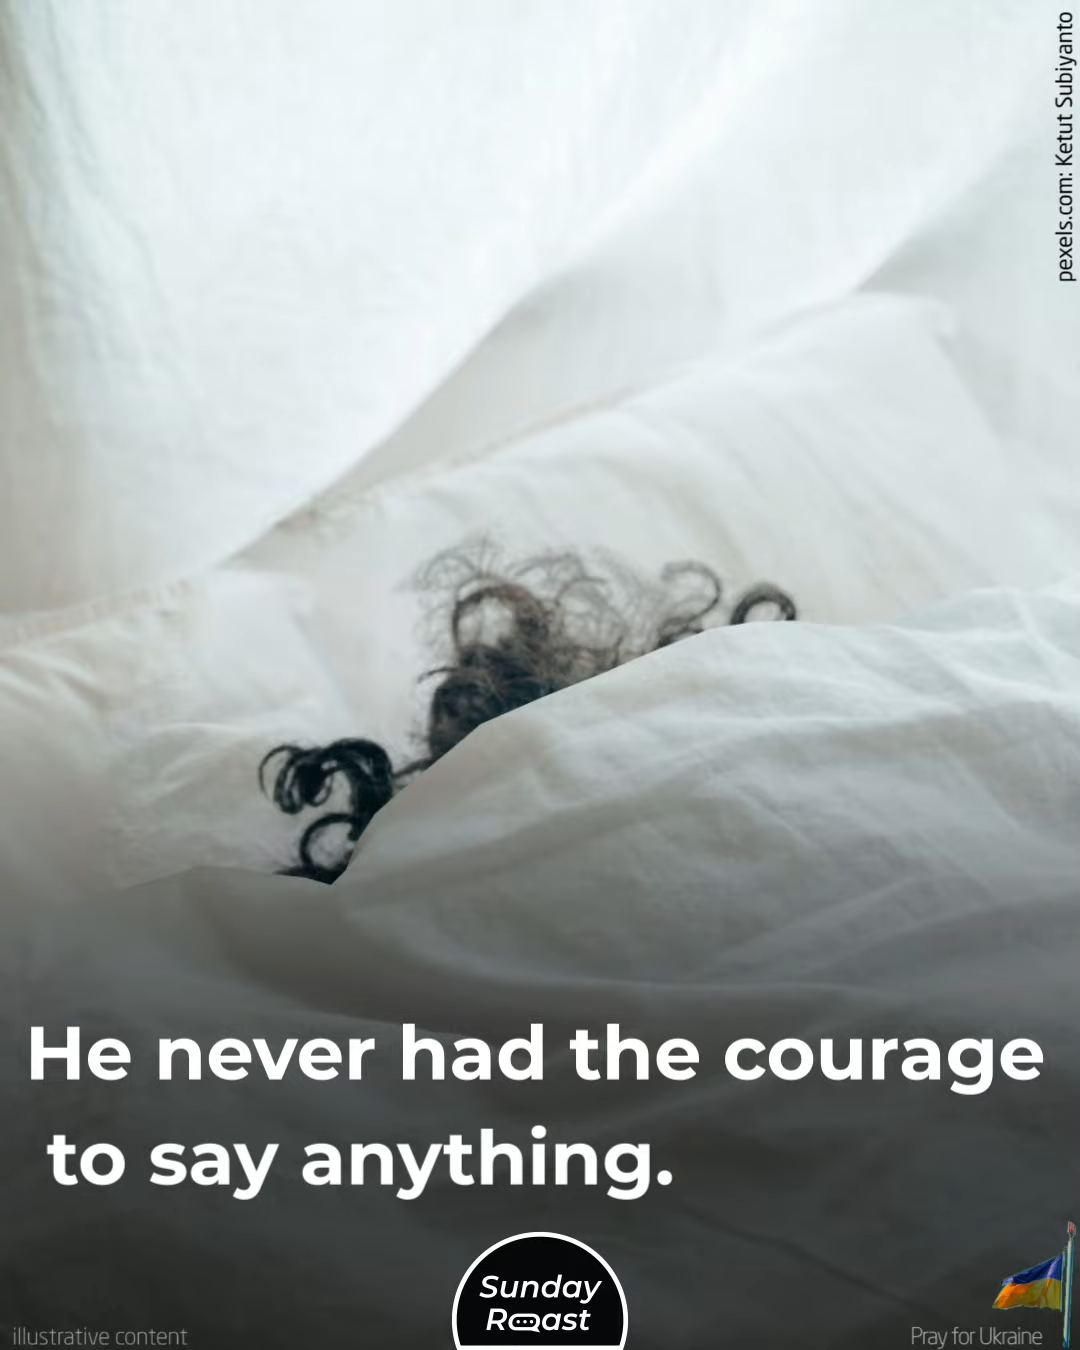 pexels.com: Ketut Subiyanto
He never had the courage
to say anything.
Sunday
Roast
illustrative content
Pray for Ukraine